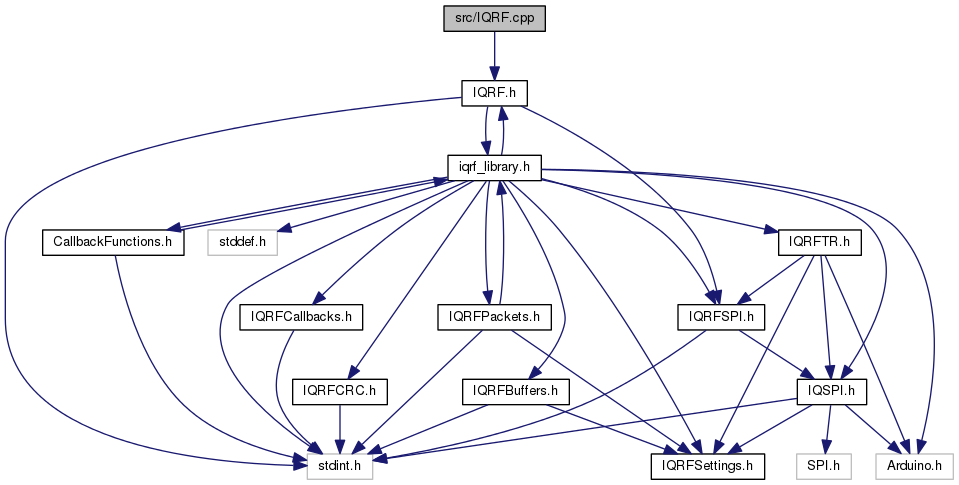 src/IQRF.cpp
IQRF.h
iqrf_library.h
CallbackFunctions.h
stddef.h
IQRFTR.h
IQRFCallbacks.h
IQRFPackets.h
IQRFSPI.h
IQRFCRC.h
IQRFBuffers.h
IQSPI.h
stdint.h
IQRFSettings.h
SPI.h
Arduino.h